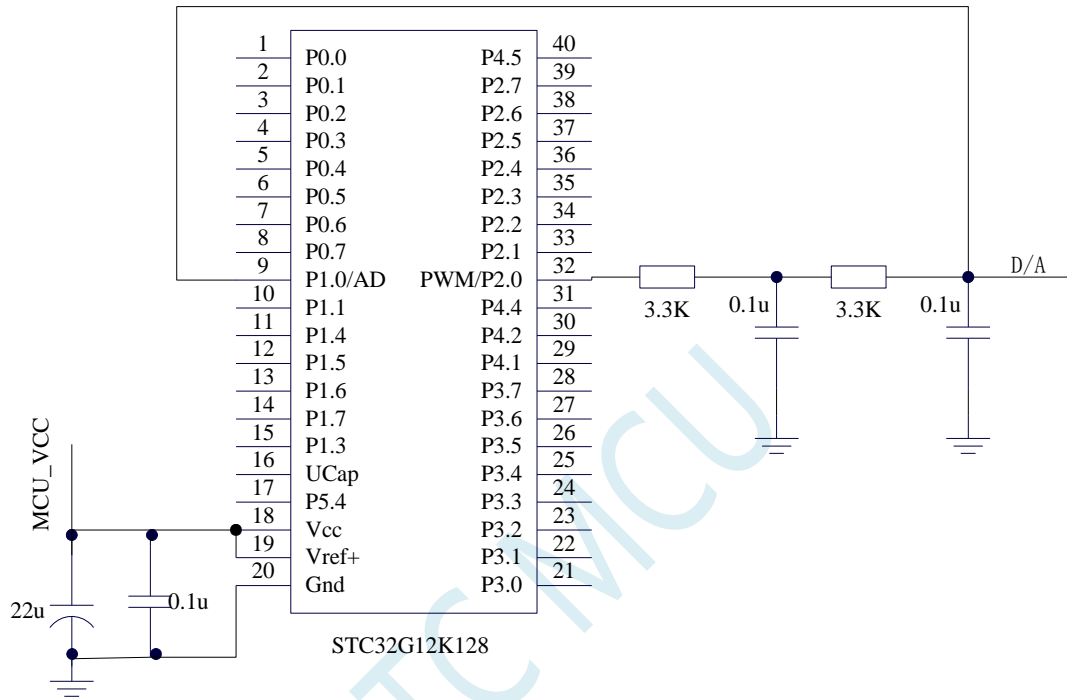 1 P0.0 P4.5 40
2 P0.1 P2.7 39
3 P0.2 P2.6 38
4 P0.3 P2.5 37
5 P0.4 P2.4 36
6 P0.5 P2.3 35
7 P0.6 P2.2 34
8 P0.7 P2.1 33
9 P1.0/AD PWM/P2.0 32
D/A
10 P1.1 P4.4 31
3.3K 0.1u 3.3K 0.1u
11 P1.4 P4.2 30
12 P1.5 P4.1 29
13 P1.6 P3.7 28
14 P1.7 P3.6 27
15 P1.3 P3.5 26
16 UCap P3.4 25
17 P5.4 P3.3 24
18 Vcc P3.2 23
19 Vref+ P3.1 22
20 Gnd P3.0 21
MCU_VCC
22u 0.1u
STC32G12K128
STC MCU